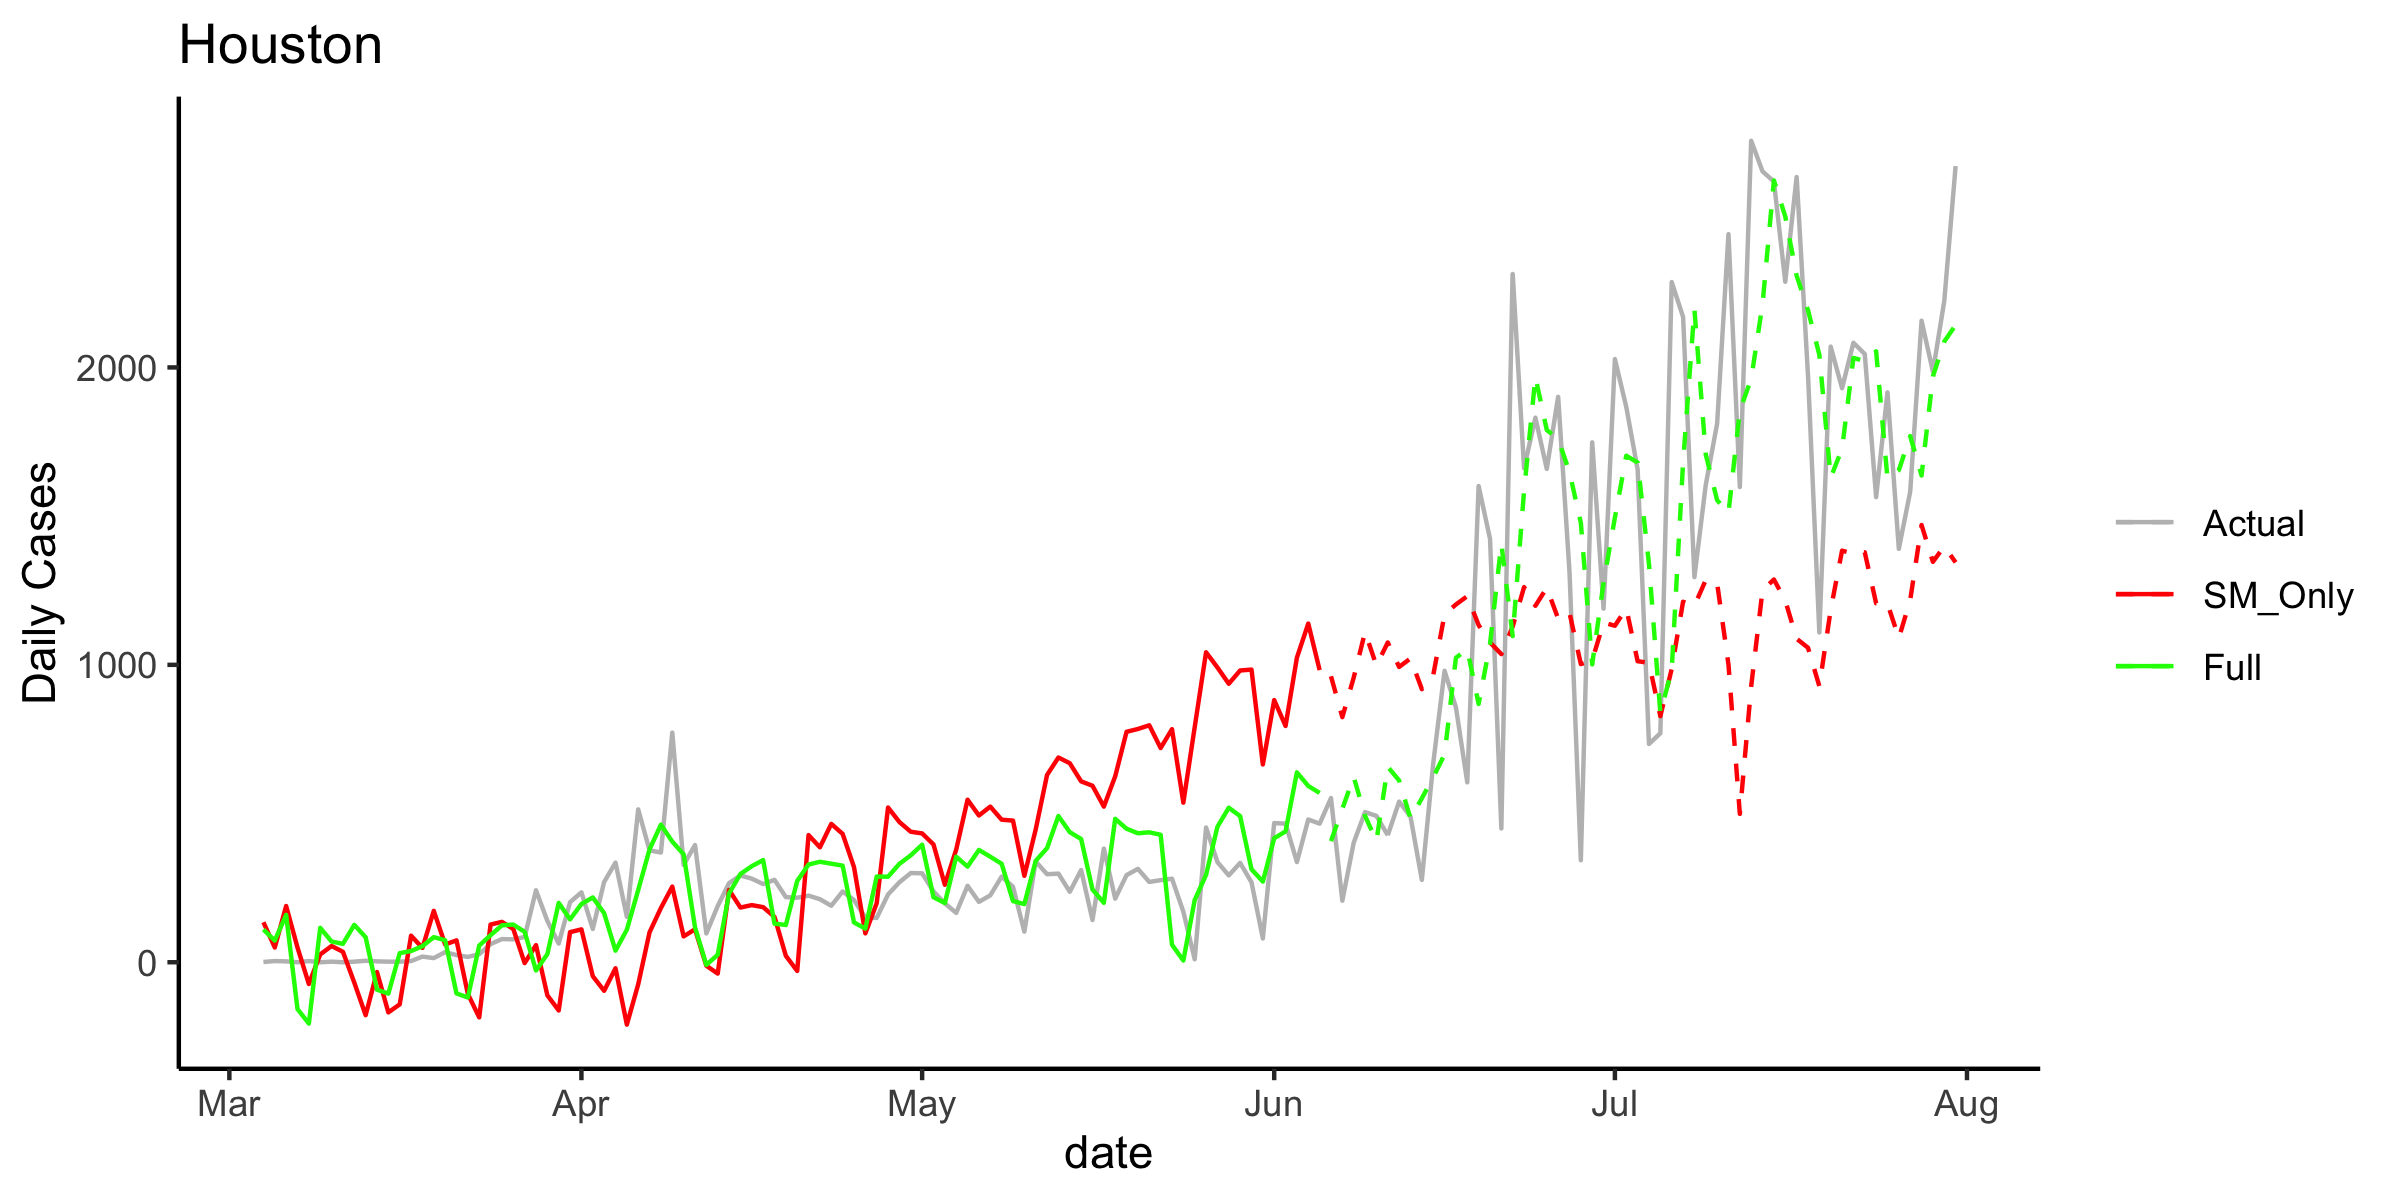 Houston
Daily Cases
2000
1000
0
Mar
Apr
May
Jun
Jul
Aug
date
Actual
SM_Only
Full